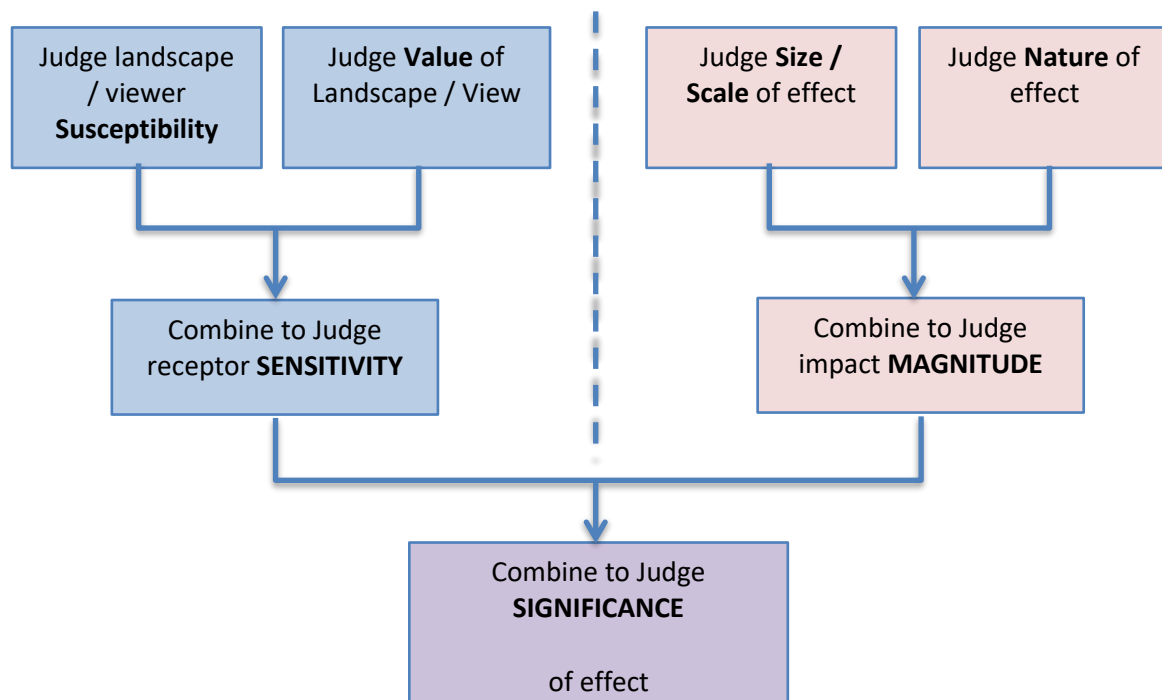 Judge landscape
/ viewer
Susceptibility
Judge Value of
Landscape / View
Judge Size /
Scale of effect
Judge Nature of
effect
Combine to Judge
receptor SENSITIVITY
Combine to Judge
impact MAGNITUDE
Combine to Judge
SIGNIFICANCE
of effect